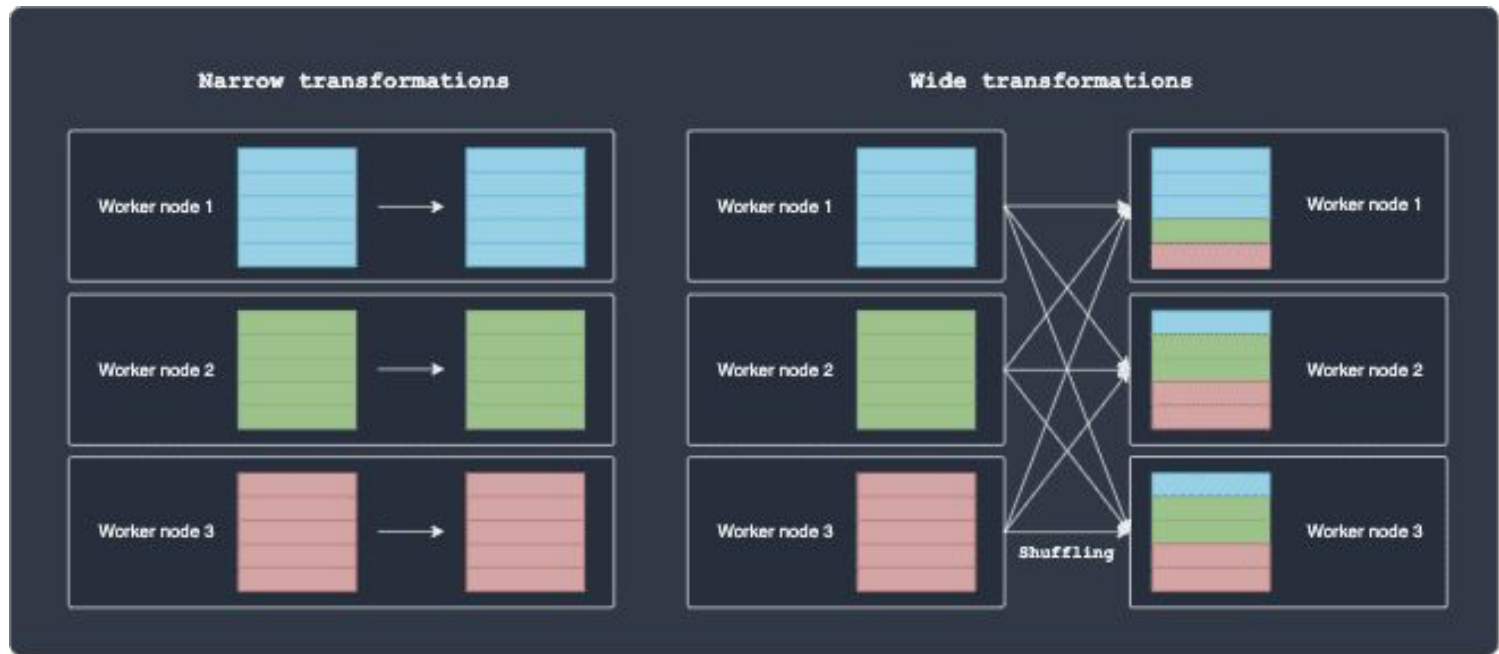 Narrow transformations
Worker node 1
Worker node 2
Worker node 3
Wide transformations
Worker node 1
Worker node 1
Worker node 2
Worker node 2
Worker node 3
Shuffling
Worker node 3